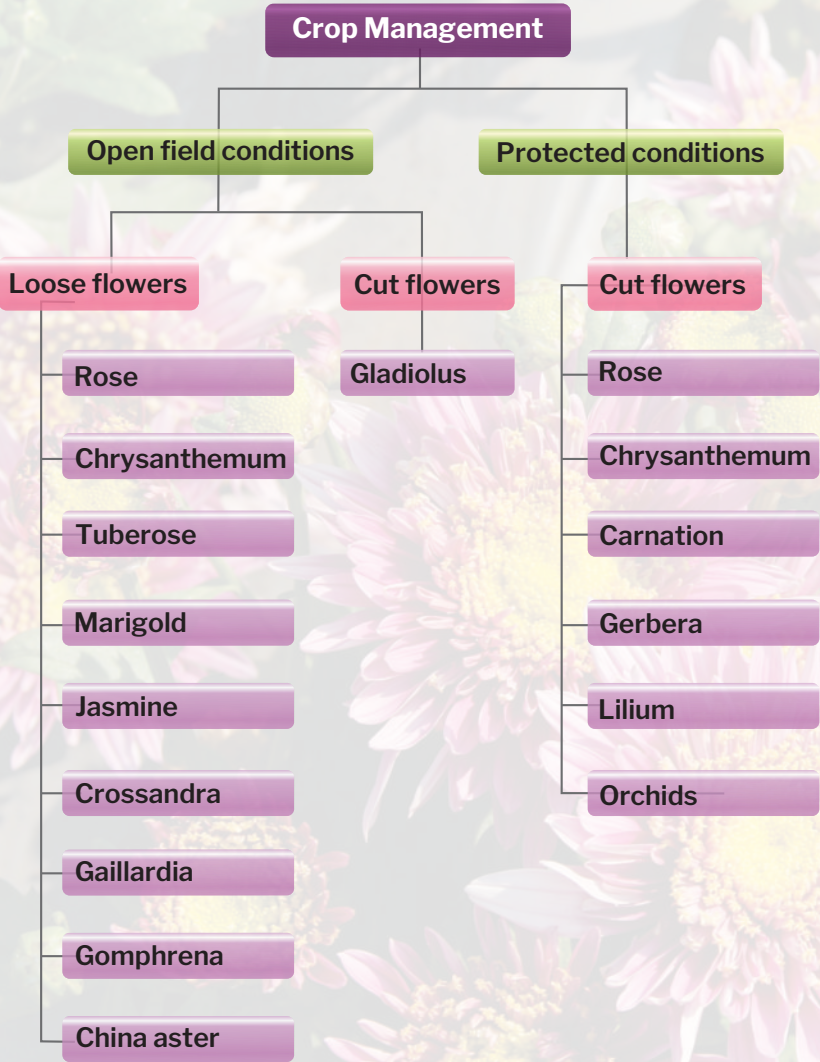 Crop Management
Open field conditions
Protected conditions
Loose flowers
Rose
Chrysanthemum
Tuberose
Marigold
Jasmine
Crossandra
Gaillardia
Gomphrena
China aster
Cut flowers
Gladiolus
Cut flowers
Rose
Chrysanthemum
Carnation
Gerbera
Lilium
Orchids